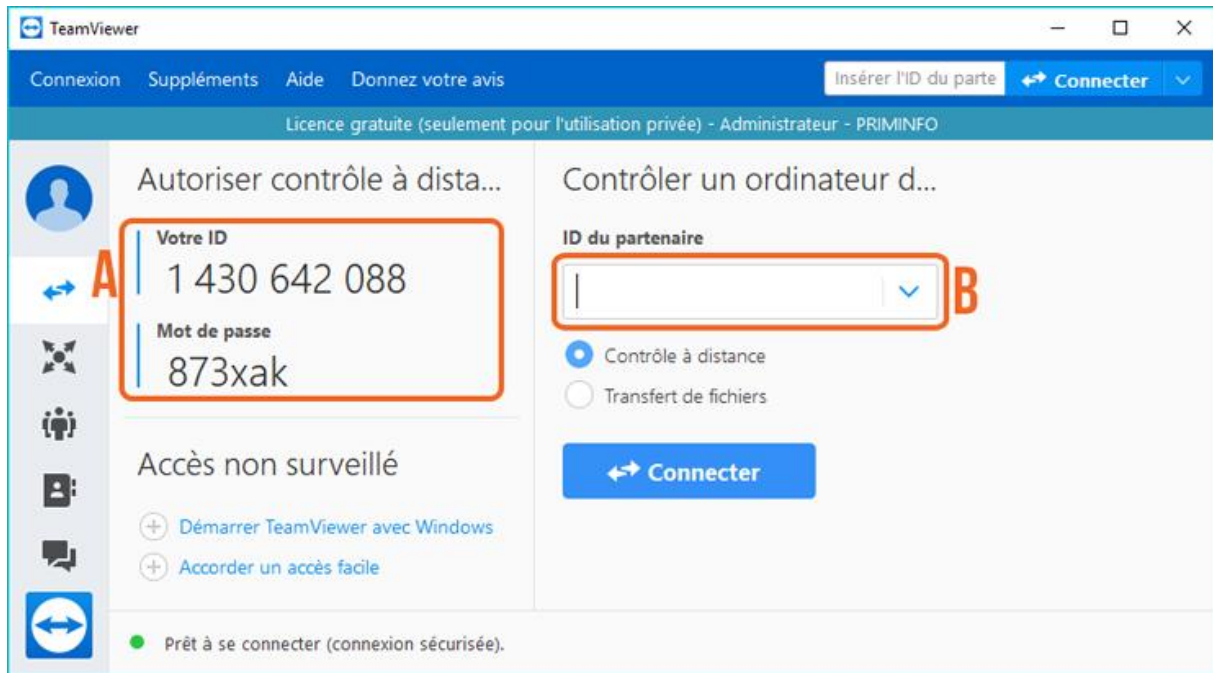 TeamViewer
Connexion Suppléments Aide Donnez votre avis Insérer l'ID du parte Connecter
Licence gratuite (seulement pour l'utilisation privée) - Administrateur - PRIMINFO
Autoriser contrôle à dista...
Votre ID
1 430 642 088
A
Mot de passe
873xak
Accès non surveillé
Démarrer TeamViewer avec Windows
Accorder un accès facile
Contrôler un ordinateur d...
ID du partenaire
B
Contrôle à distance
Transfert de fichiers
Connecter
Prêt à se connecter (connexion sécurisée).